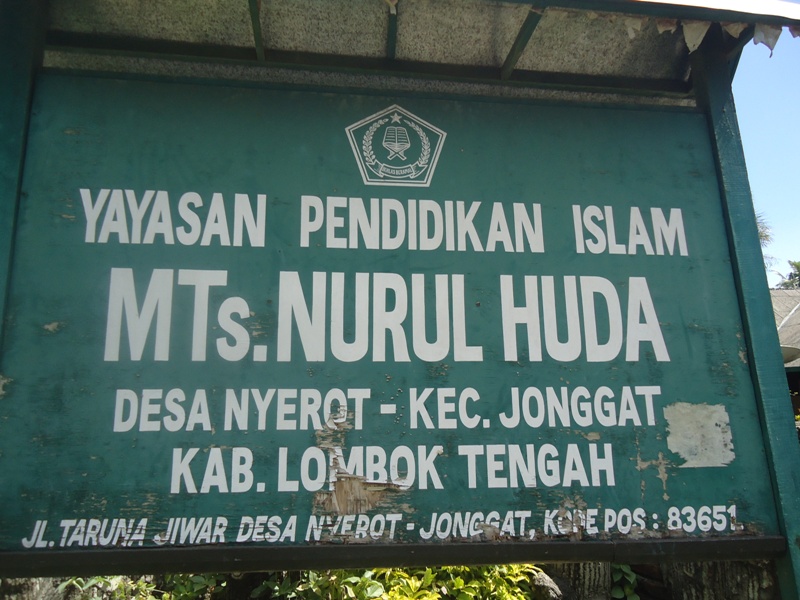 YAYASAN PENDIDIKAN ISLAM
MTs. NURUL HUDA
DESA NYEROT - KEC. JONGGAT
KAB. LOMBOK TENGAH
JL. TARUNA JIWAR DESA NYEROT - JONGGAT, KODE POS : 83651